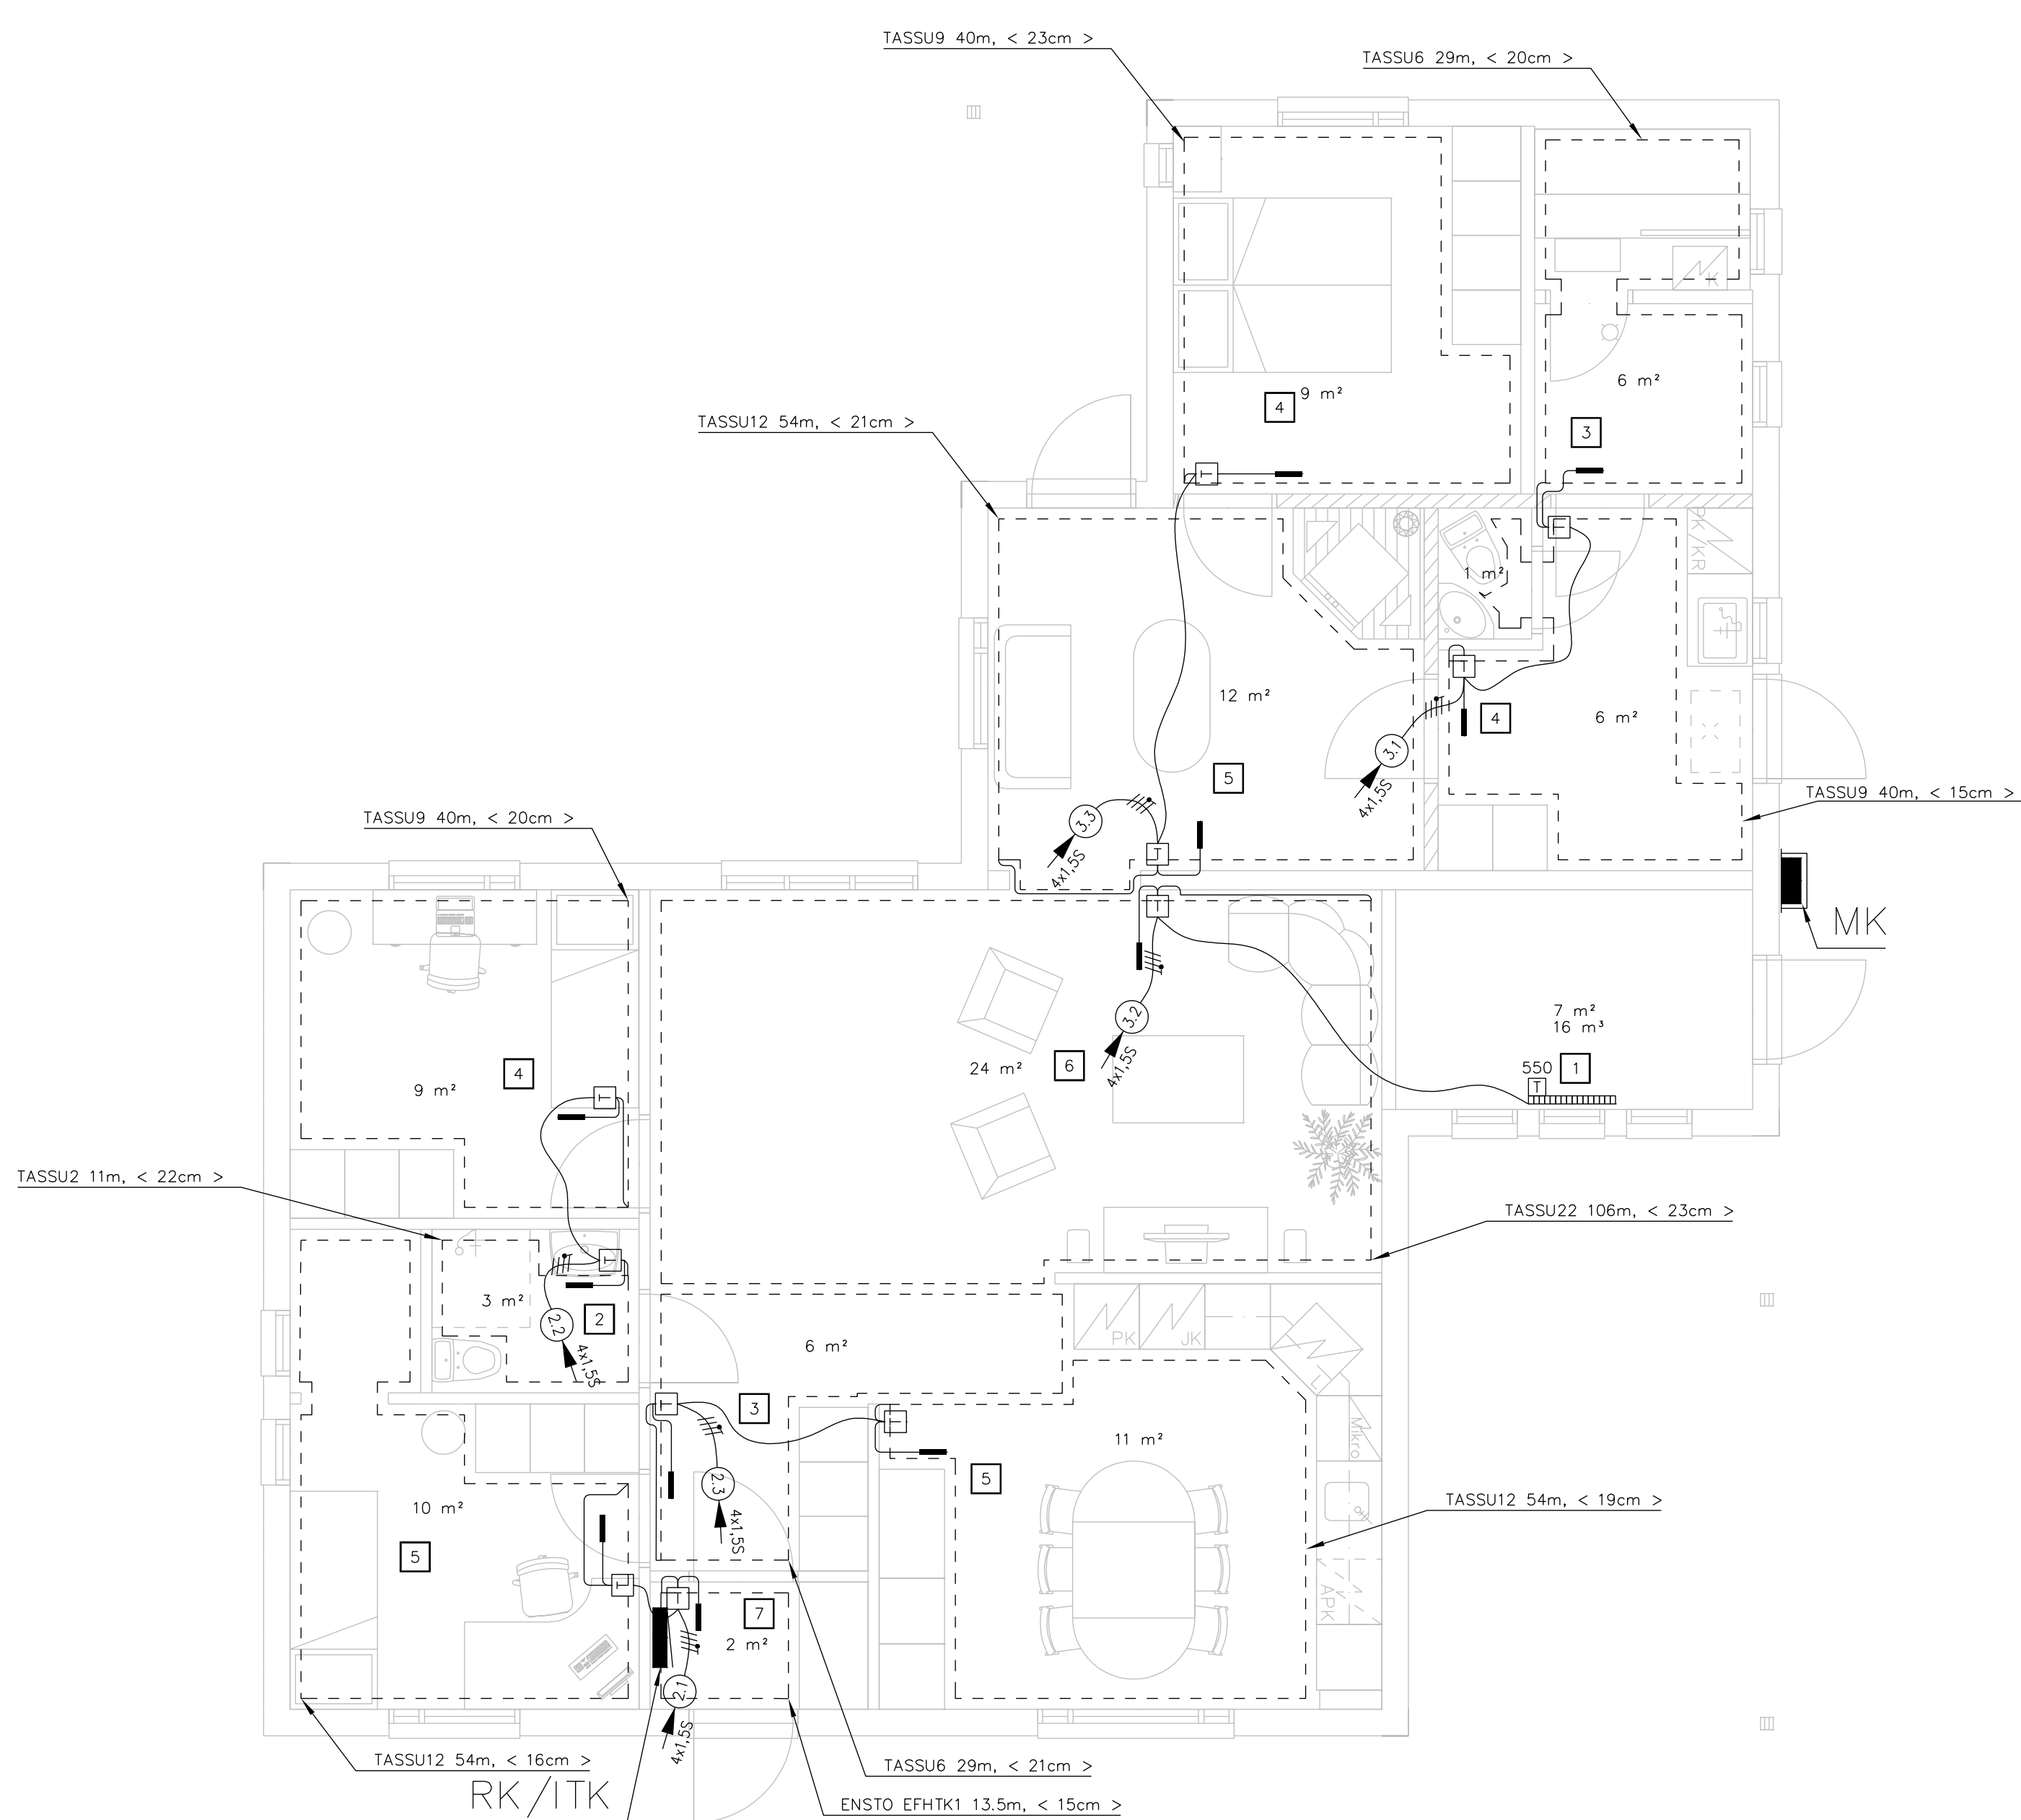 TASSU9 40m, < 23cm >
TASSU6 29m, < 20cm >
K
6 m²
9 m²
4
3
TASSU12 54m, < 21cm >
T
T
PK/KR
1 m²
T
12 m²
4
6 m²
3.1
4x1,5S
5
3.3
4x1,5S
T
TASSU9 40m, < 15cm >
TASSU9 40m, < 20cm >
T
MK
3.2
4x1,5S
7 m²
16 m³
24 m²
6
550
1
T
4
9 m²
T
TASSU2 11m, < 22cm >
TASSU22 106m, < 23cm >
T
3 m²
2
2.2
4x1,5S
6 m²
PK
JK
L
3
T
T
11 m²
Mikro
5
2.3
4x1,5S
TASSU12 54m, < 19cm >
10 m²
5
T
T
7
2 m²
APK
2.1
4x1,5S
TASSU12 54m, < 16cm >
TASSU6 29m, < 21cm >
RK/ITK
ENSTO EFHTK1 13.5m, < 15cm >